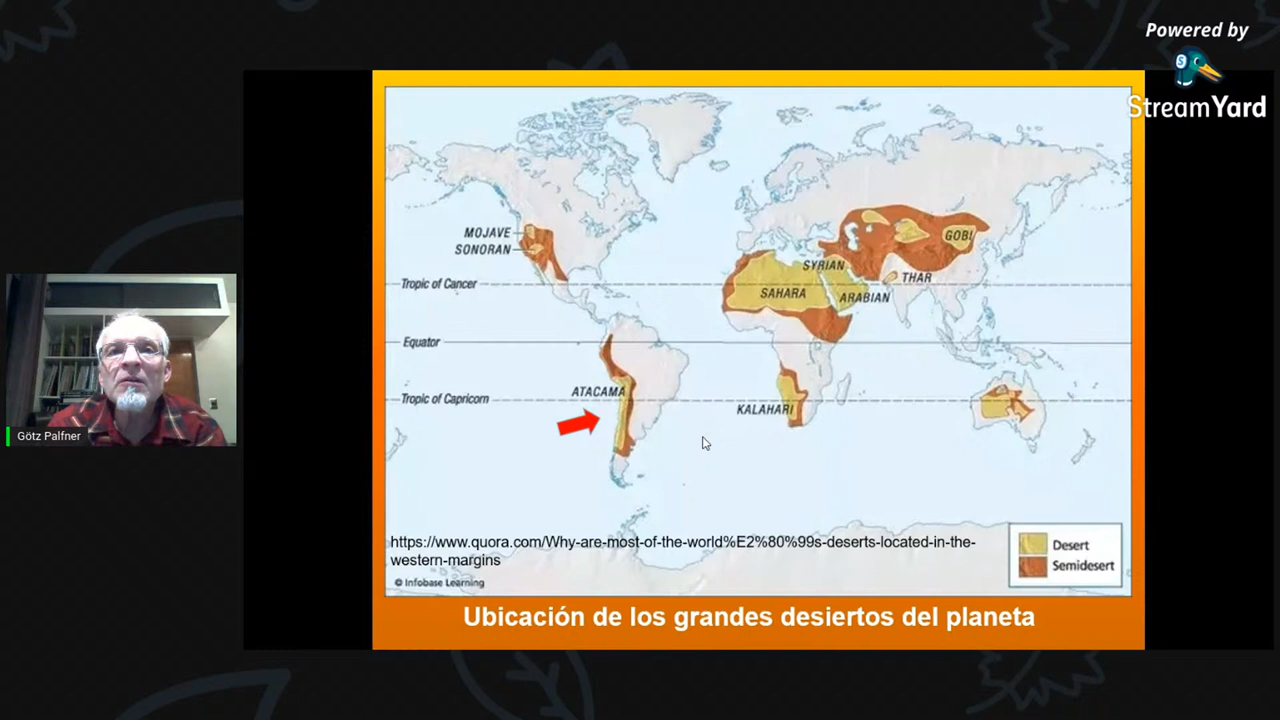 Powered by
StreamYard
MOJAVE
SONORAN
GOBI
SYRIAN
THAR
Tropic of Cancer
SAHARA
ARABIAN
Equator
ATACAMA
Tropic of Capricorn
KALAHARI
Götz Palfner
https://www.quora.com/Why-are-most-of-the-world%E2%80%99s-deserts-located-in-the-
western-margins
Desert
Semidesert
© Infobase Learning
Ubicación de los grandes desiertos del planeta